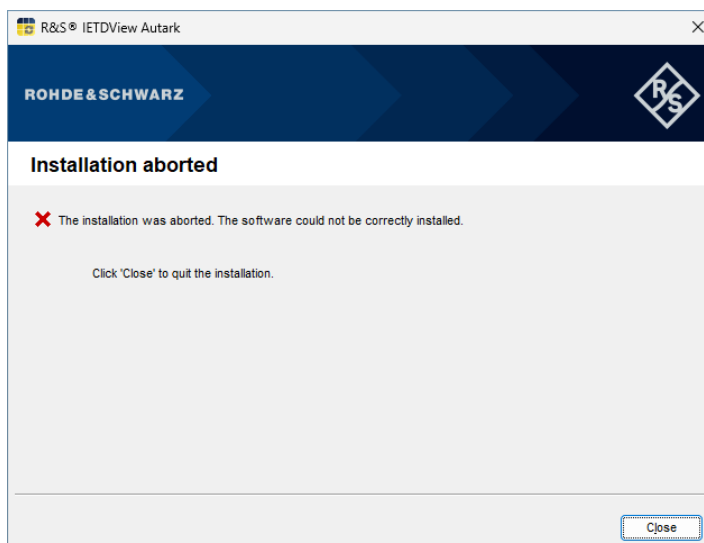 R&S® IETDView Autark
ROHDE&SCHWARZ
R/S
Installation aborted
The installation was aborted. The software could not be correctly installed.
Click 'Close' to quit the installation.
Close